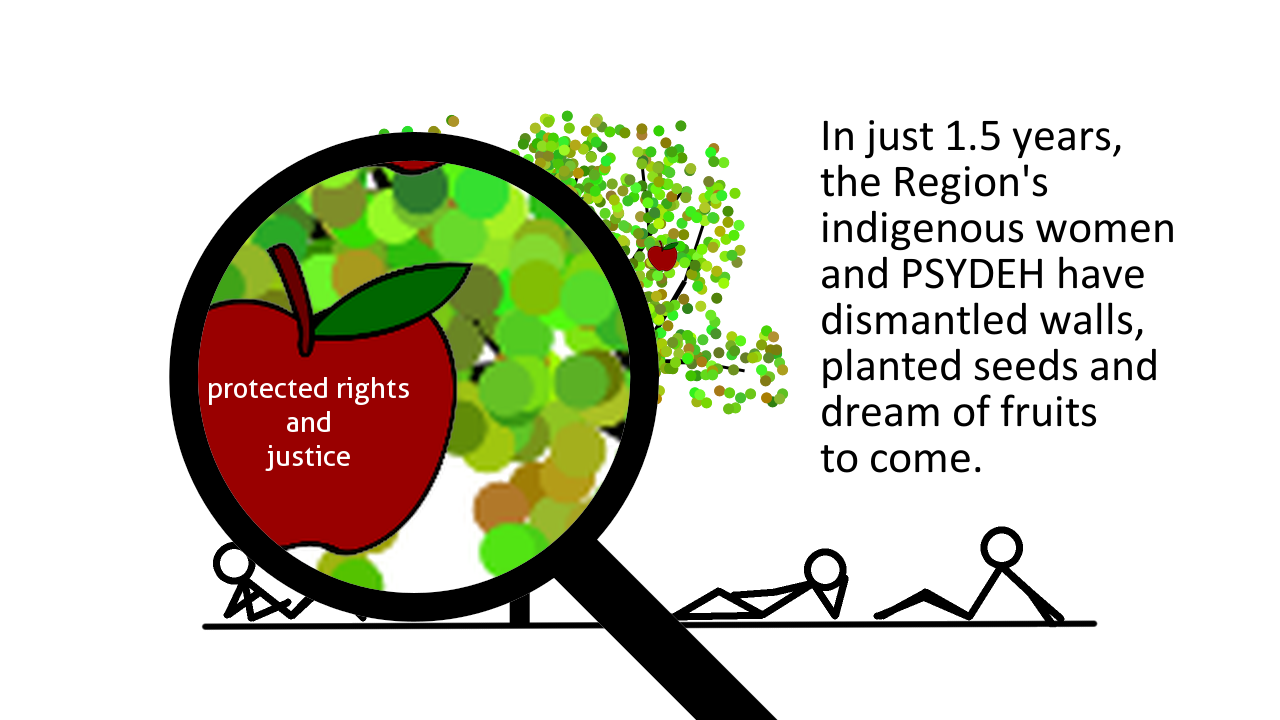 In just 1.5 years,
the Region's
indigenous women
and PSYDEH have
dismantled walls,
planted seeds and
dream of fruits
to come.
protected rights
and
justice